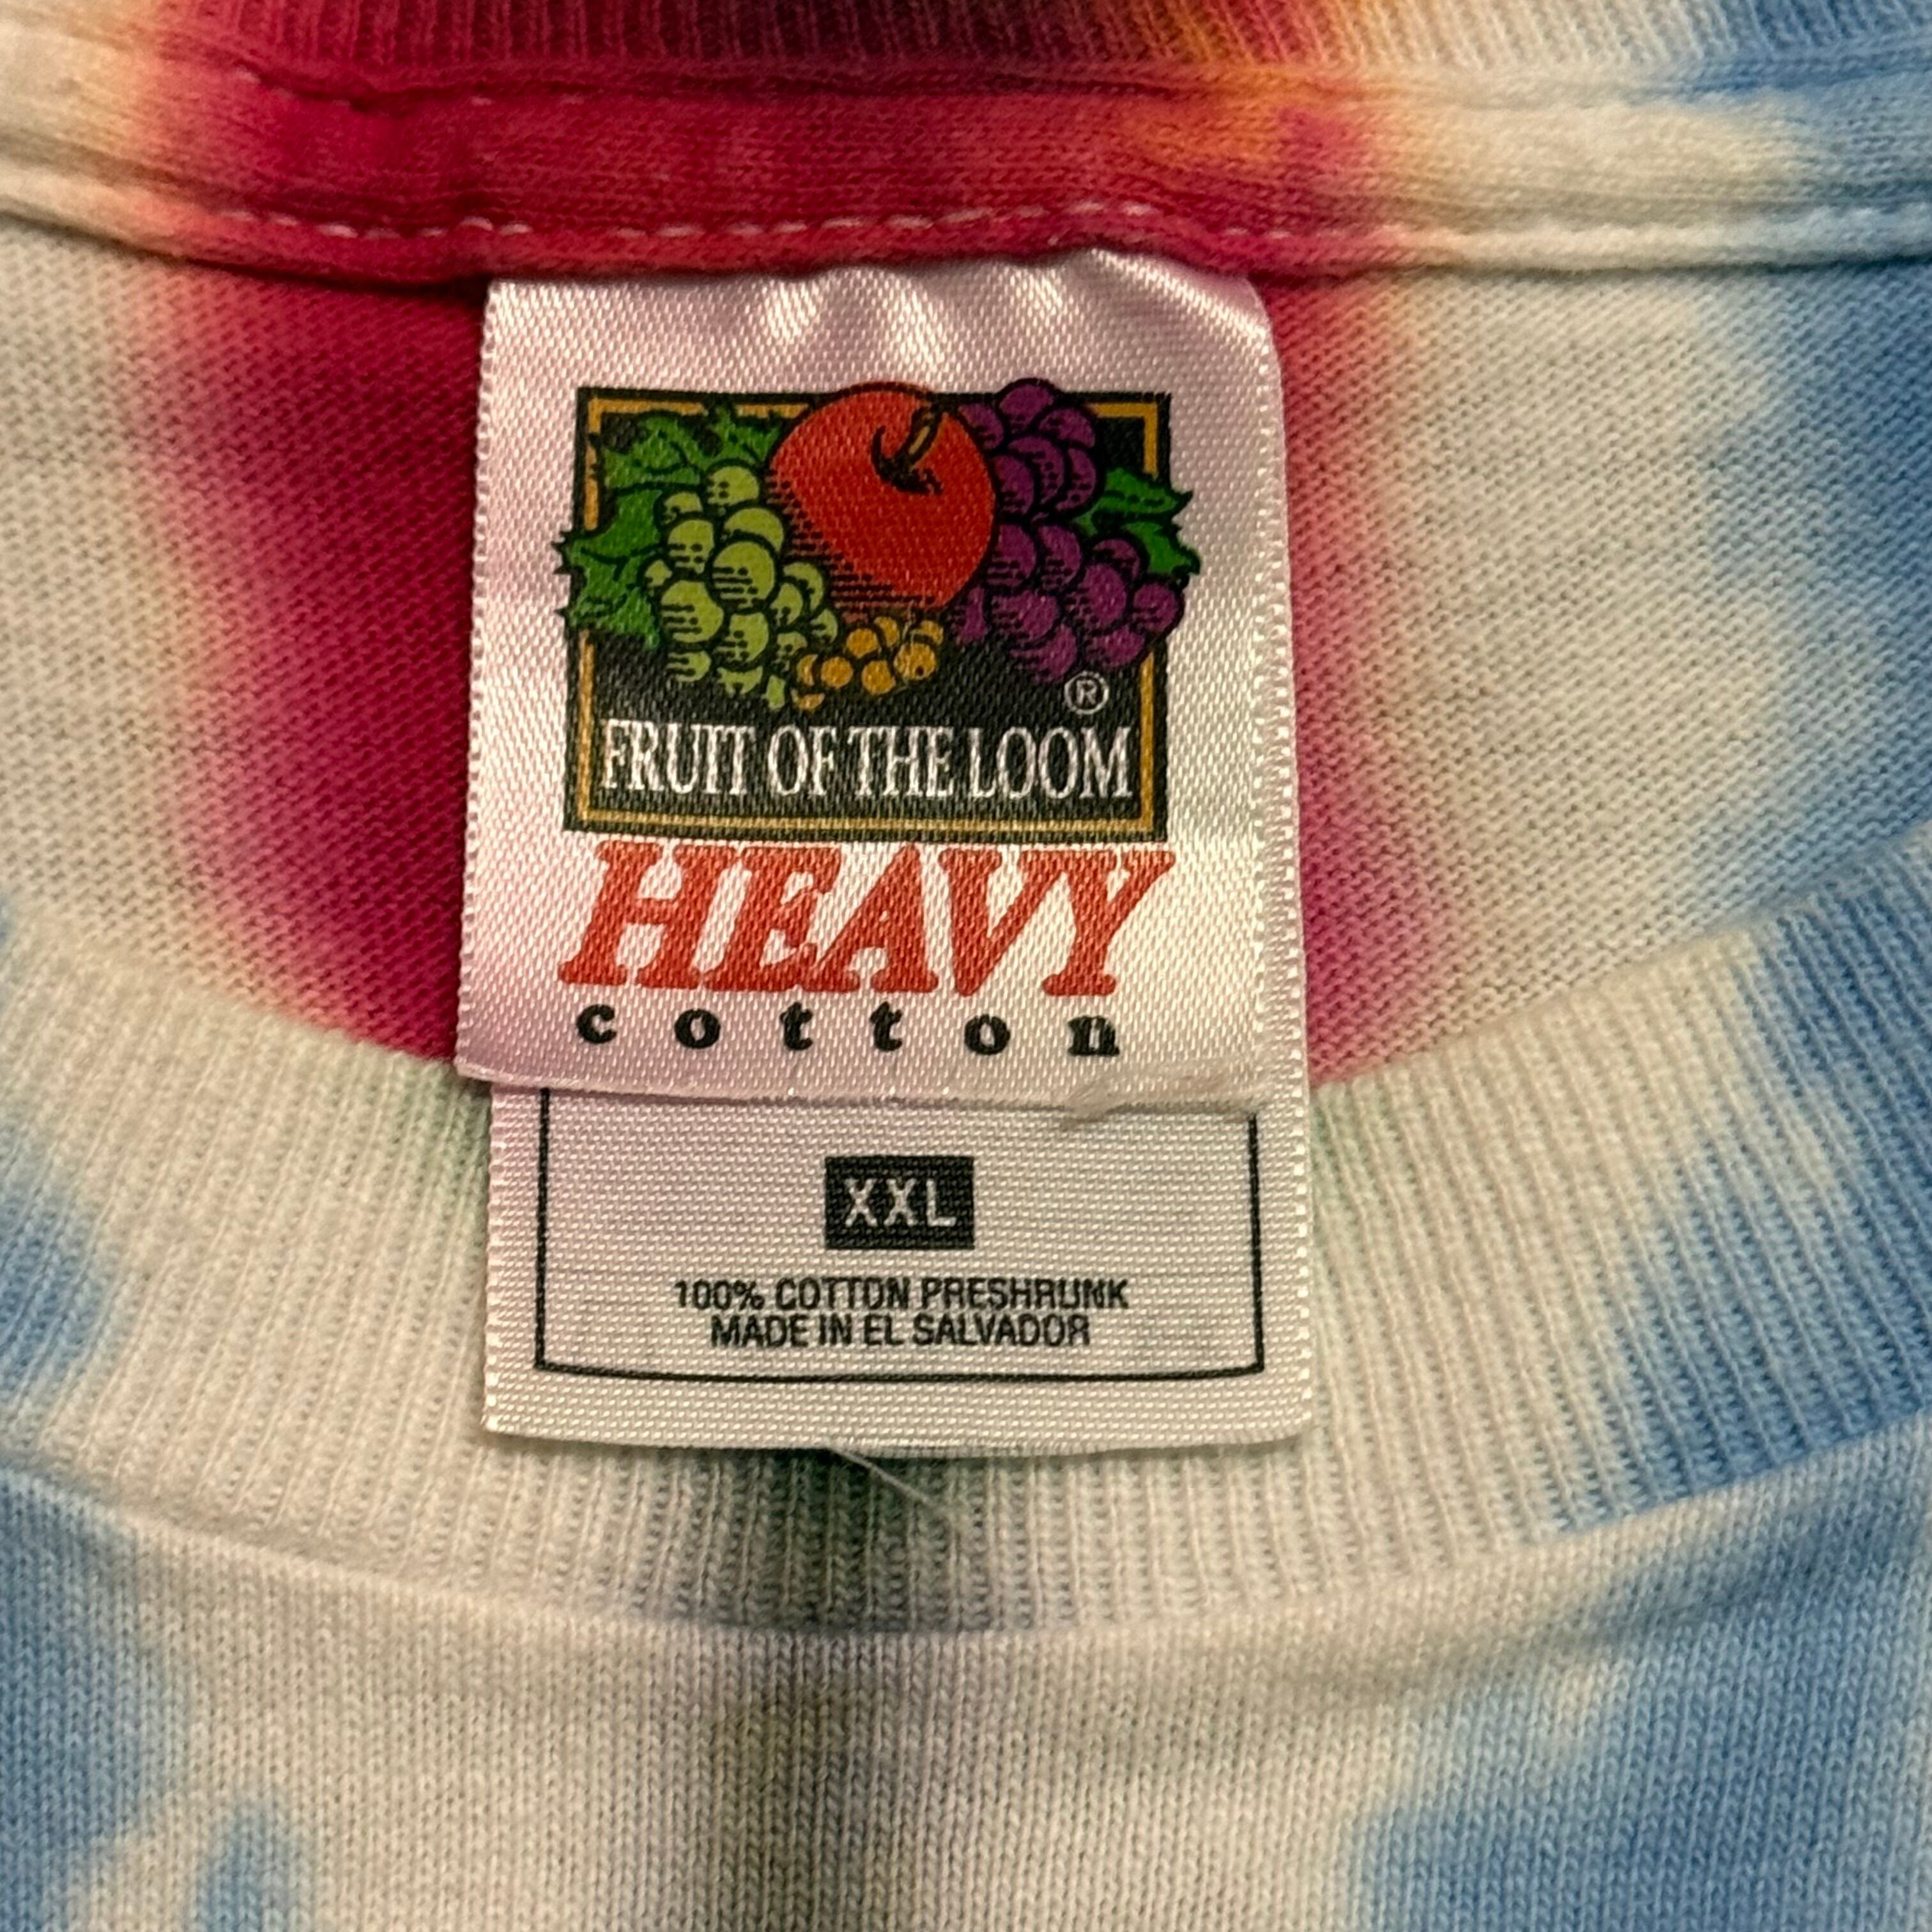 ®
FRUIT OF THE LOOM
HEAVY
cotton
XXL
100% COTTON PRESHRUNK
MADE IN EL SALVADOR